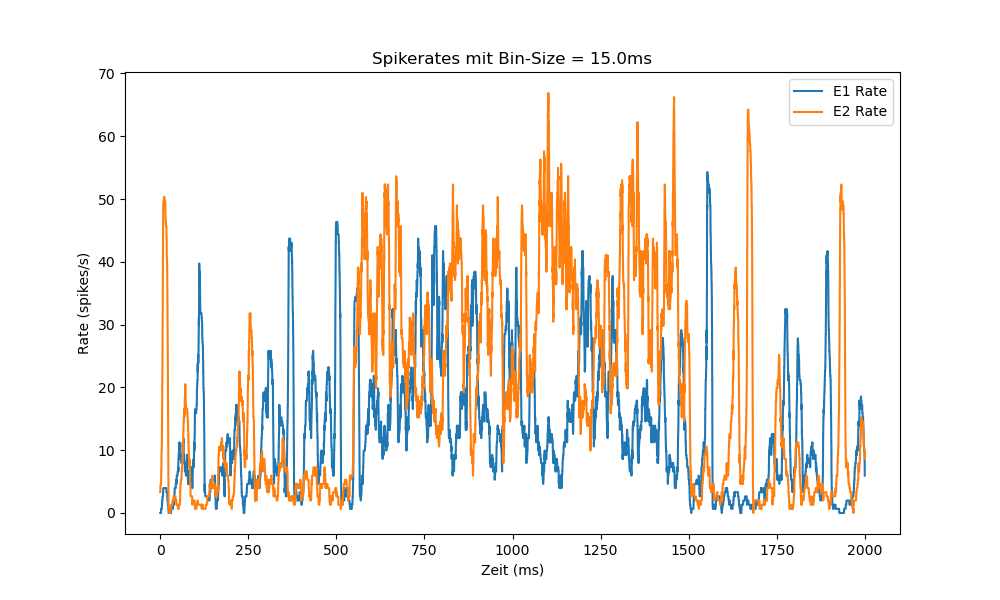 Spikerates mit Bin-Size = 15.0ms
70
60
50
40
30
20
10
0
Rate (spikes/s)
E1 Rate
E2 Rate
0 250 500 750 1000 1250 1500 1750 2000
Zeit (ms)